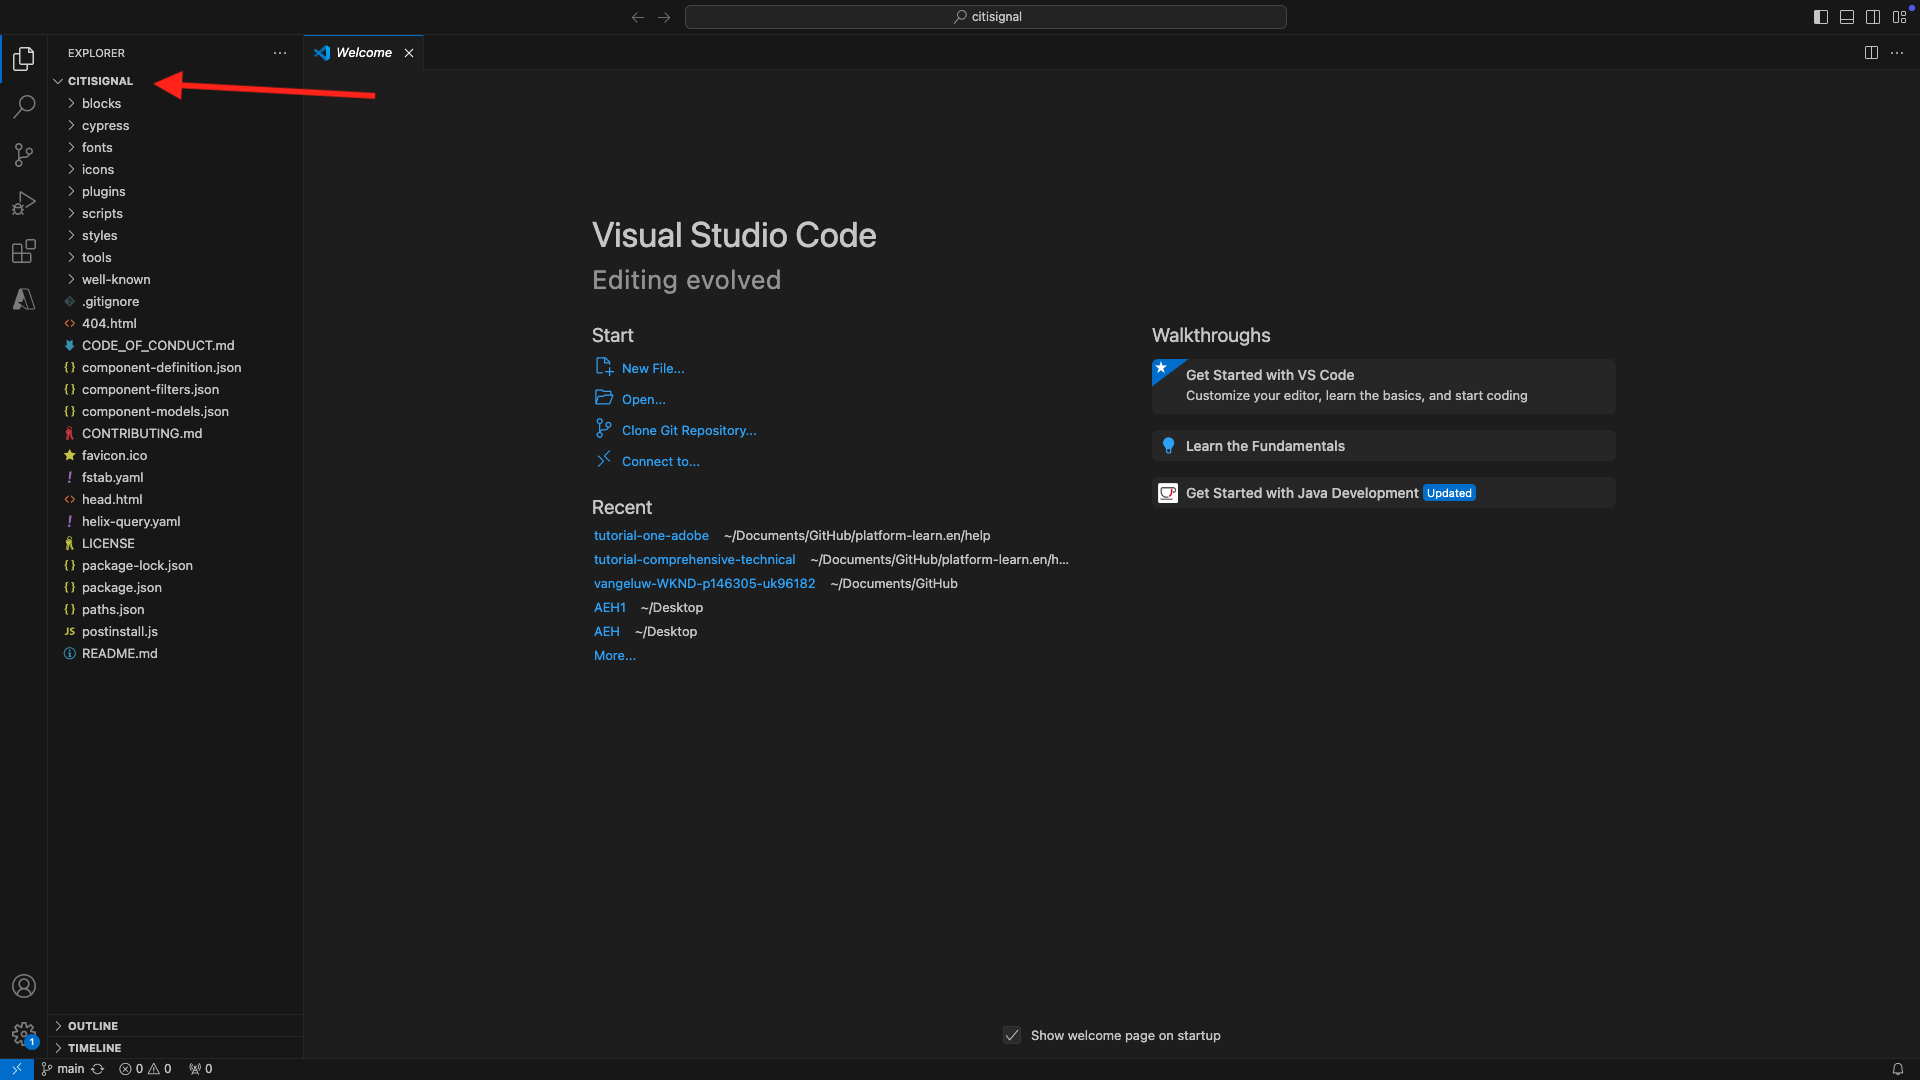 citisignal
EXPLORER
Welcome
CITISIGNAL
blocks
cypress
fonts
icons
plugins
scripts
styles
tools
well-known
.gitignore
404.html
CODE_OF_CONDUCT.md
component-definition.json
component-filters.json
component-models.json
CONTRIBUTING.md
favicon.ico
fstab.yaml
head.html
helix-query.yaml
LICENSE
package-lock.json
package.json
paths.json
JS postinstall.js
README.md
OUTLINE
TIMELINE
Visual Studio Code
Editing evolved
Start
New File...
Open...
Clone Git Repository...
Connect to...
Recent
tutorial-one-adobe ~/Documents/GitHub/platform-learn.en/help
tutorial-comprehensive-technical ~/Documents/GitHub/platform-learn.en/h...
vangeluw-WKND-p146305-uk96182 ~/Documents/GitHub
AEH1 ~/Desktop
AEH ~/Desktop
More...
Walkthroughs
Get Started with VS Code
Customize your editor, learn the basics, and start coding
Learn the Fundamentals
Get Started with Java Development Updated
Show welcome page on startup
1
main 0 0 0